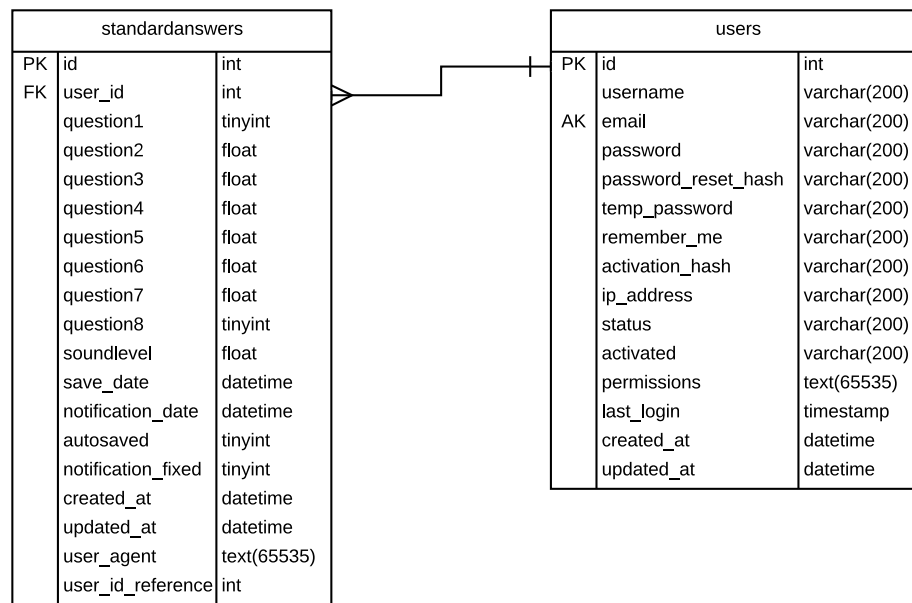 standardanswers
PK id int
FK user_id int
question1 tinyint
question2 float
question3 float
question4 float
question5 float
question6 float
question7 float
question8 tinyint
soundlevel float
save_date datetime
notification_date datetime
autosaved tinyint
notification_fixed tinyint
created_at datetime
updated_at datetime
user_agent text(65535)
user_id_reference int
users
PK id int
username varchar(200)
AK email varchar(200)
password varchar(200)
password_reset_hash varchar(200)
temp_password varchar(200)
remember_me varchar(200)
activation_hash varchar(200)
ip_address varchar(200)
status varchar(200)
activated varchar(200)
permissions text(65535)
last_login timestamp
created_at datetime
updated_at datetime